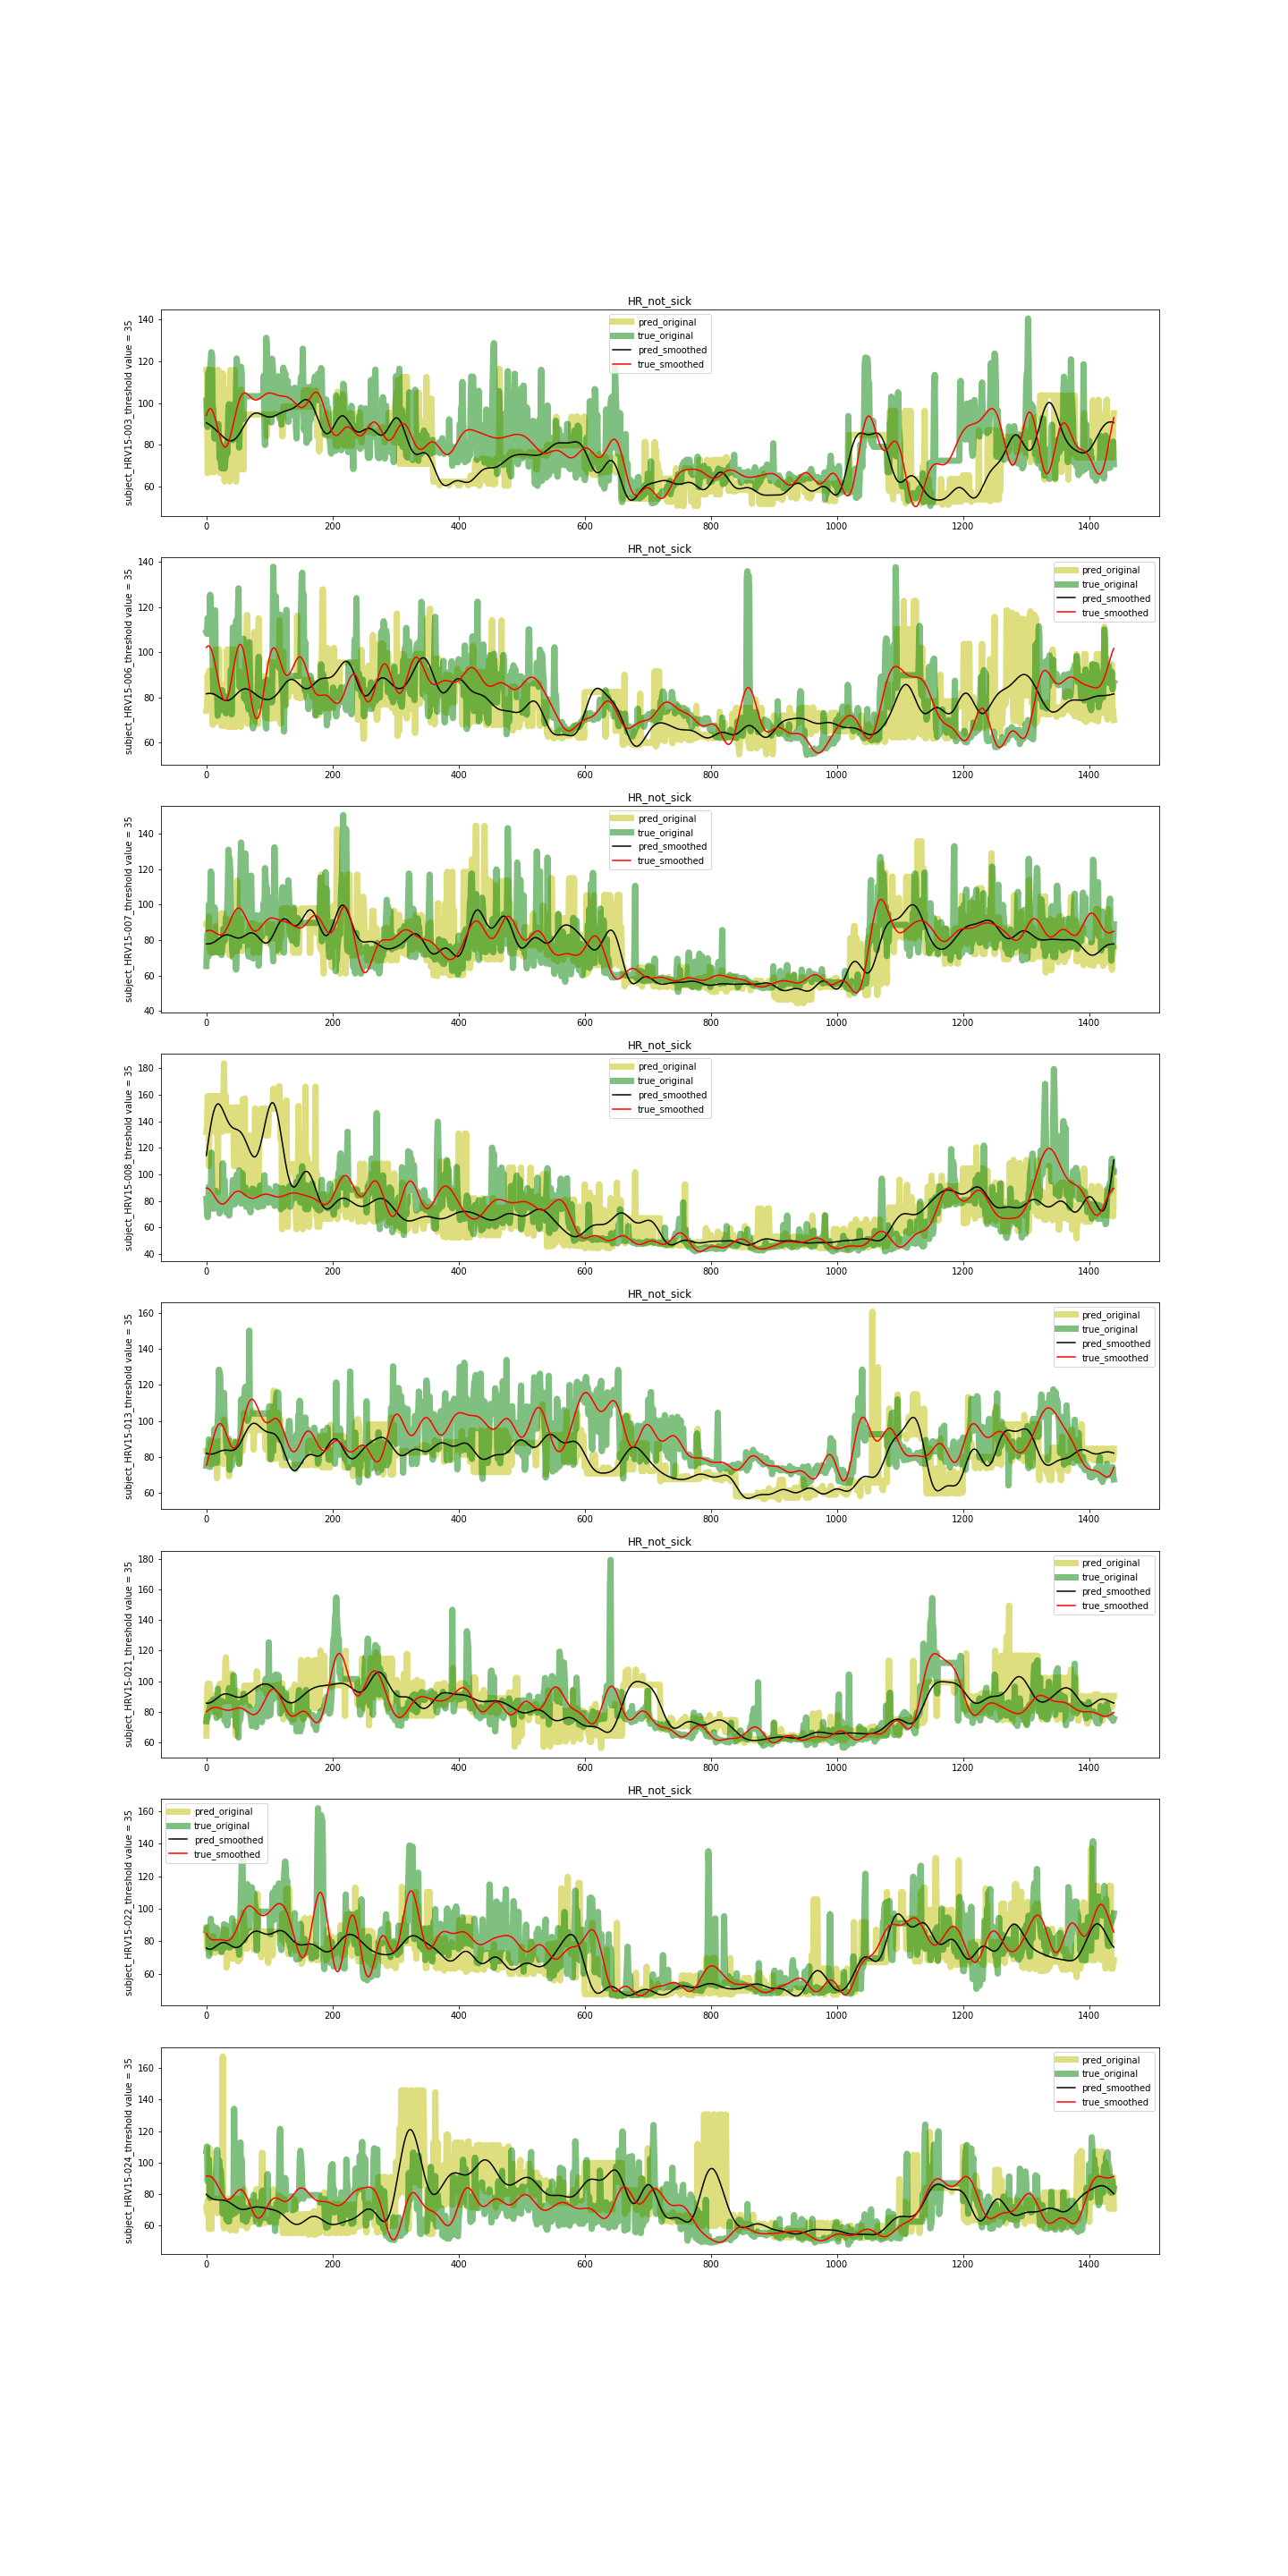 HR_not_sick
subject_HRV15-003_threshold value = 35
140
120
100
80
60
pred_original
true_original
pred_smoothed
true_smoothed
0 200 400 600 800 1000 1200 1400
HR_not_sick
subject_HRV15-006_threshold value = 35
140
120
100
80
60
pred_original
true_original
pred_smoothed
true_smoothed
0 200 400 600 800 1000 1200 1400
HR_not_sick
subject_HRV15-007_threshold value = 35
140
120
100
80
60
40
pred_original
true_original
pred_smoothed
true_smoothed
0 200 400 600 800 1000 1200 1400
HR_not_sick
subject_HRV15-008_threshold value = 35
180
160
140
120
100
80
60
40
pred_original
true_original
pred_smoothed
true_smoothed
0 200 400 600 800 1000 1200 1400
HR_not_sick
subject_HRV15-013_threshold value = 35
160
140
120
100
80
60
pred_original
true_original
pred_smoothed
true_smoothed
0 200 400 600 800 1000 1200 1400
HR_not_sick
subject_HRV15-021_threshold value = 35
180
160
140
120
100
80
60
pred_original
true_original
pred_smoothed
true_smoothed
0 200 400 600 800 1000 1200 1400
HR_not_sick
subject_HRV15-022_threshold value = 35
160
140
120
100
80
60
pred_original
true_original
pred_smoothed
true_smoothed
0 200 400 600 800 1000 1200 1400
subject_HRV15-024_threshold value = 35
160
140
120
100
80
60
pred_original
true_original
pred_smoothed
true_smoothed
0 200 400 600 800 1000 1200 1400